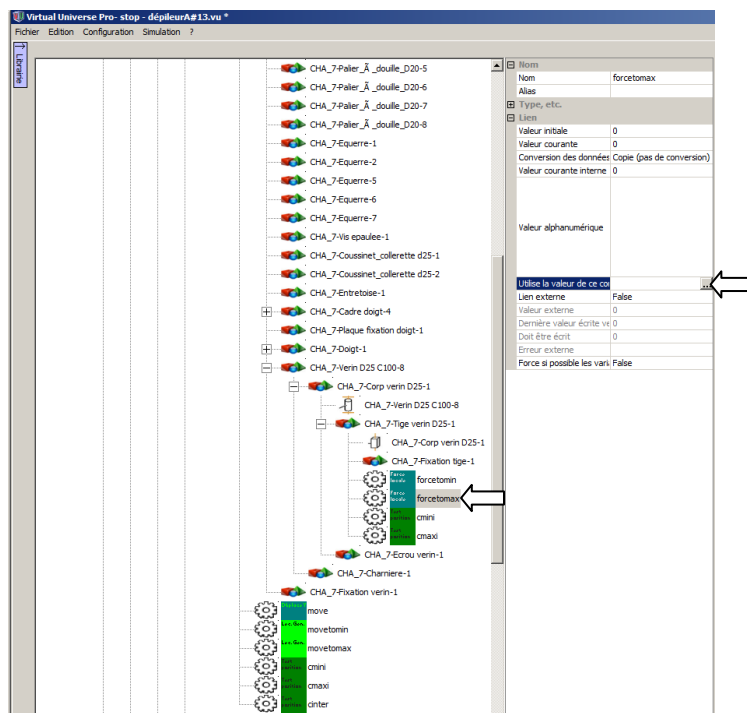 Virtual Universe Pro- stop - dépileurA#13.vu *
Fichier Edition Configuration Simulation ?
Librairie
CHA_7-Palier_Ã _douille_D20-5
CHA_7-Palier_Ã _douille_D20-6
CHA_7-Palier_Ã _douille_D20-7
CHA_7-Palier_Ã _douille_D20-8
CHA_7-Equerre-1
CHA_7-Equerre-2
CHA_7-Equerre-5
CHA_7-Equerre-6
CHA_7-Equerre-7
CHA_7-Vis epaulee-1
CHA_7-Coussinet_collerette d25-1
CHA_7-Coussinet_collerette d25-2
CHA_7-Entretoise-1
CHA_7-Cadre doigt-4
CHA_7-Plaque fixation doigt-1
CHA_7-Doigt-1
CHA_7-Verin D25 C100-8
CHA_7-Corp verin D25-1
CHA_7-Verin D25 C100-8
CHA_7-Tige verin D25-1
CHA_7-Corp verin D25-1
CHA_7-Fixation tige-1
forcetomin
forcetomax
cmini
cmaxi
CHA_7-Ecrou verin-1
CHA_7-Charniere-1
CHA_7-Fixation verin-1
move
movetomin
movetomax
cmini
cmaxi
cinter
Nom
Nom forcetomax
Alias
Type, etc.
Lien
Valeur initiale 0
Valeur courante 0
Conversion des données Copie (pas de conversion)
Valeur courante interne 0
Valeur alphanumérique
Utilise la valeur de ce co ...
Lien externe False
Valeur externe 0
Dernière valeur écrite ve 0
Doit être écrit 0
Erreur externe
Force si possible les vari False